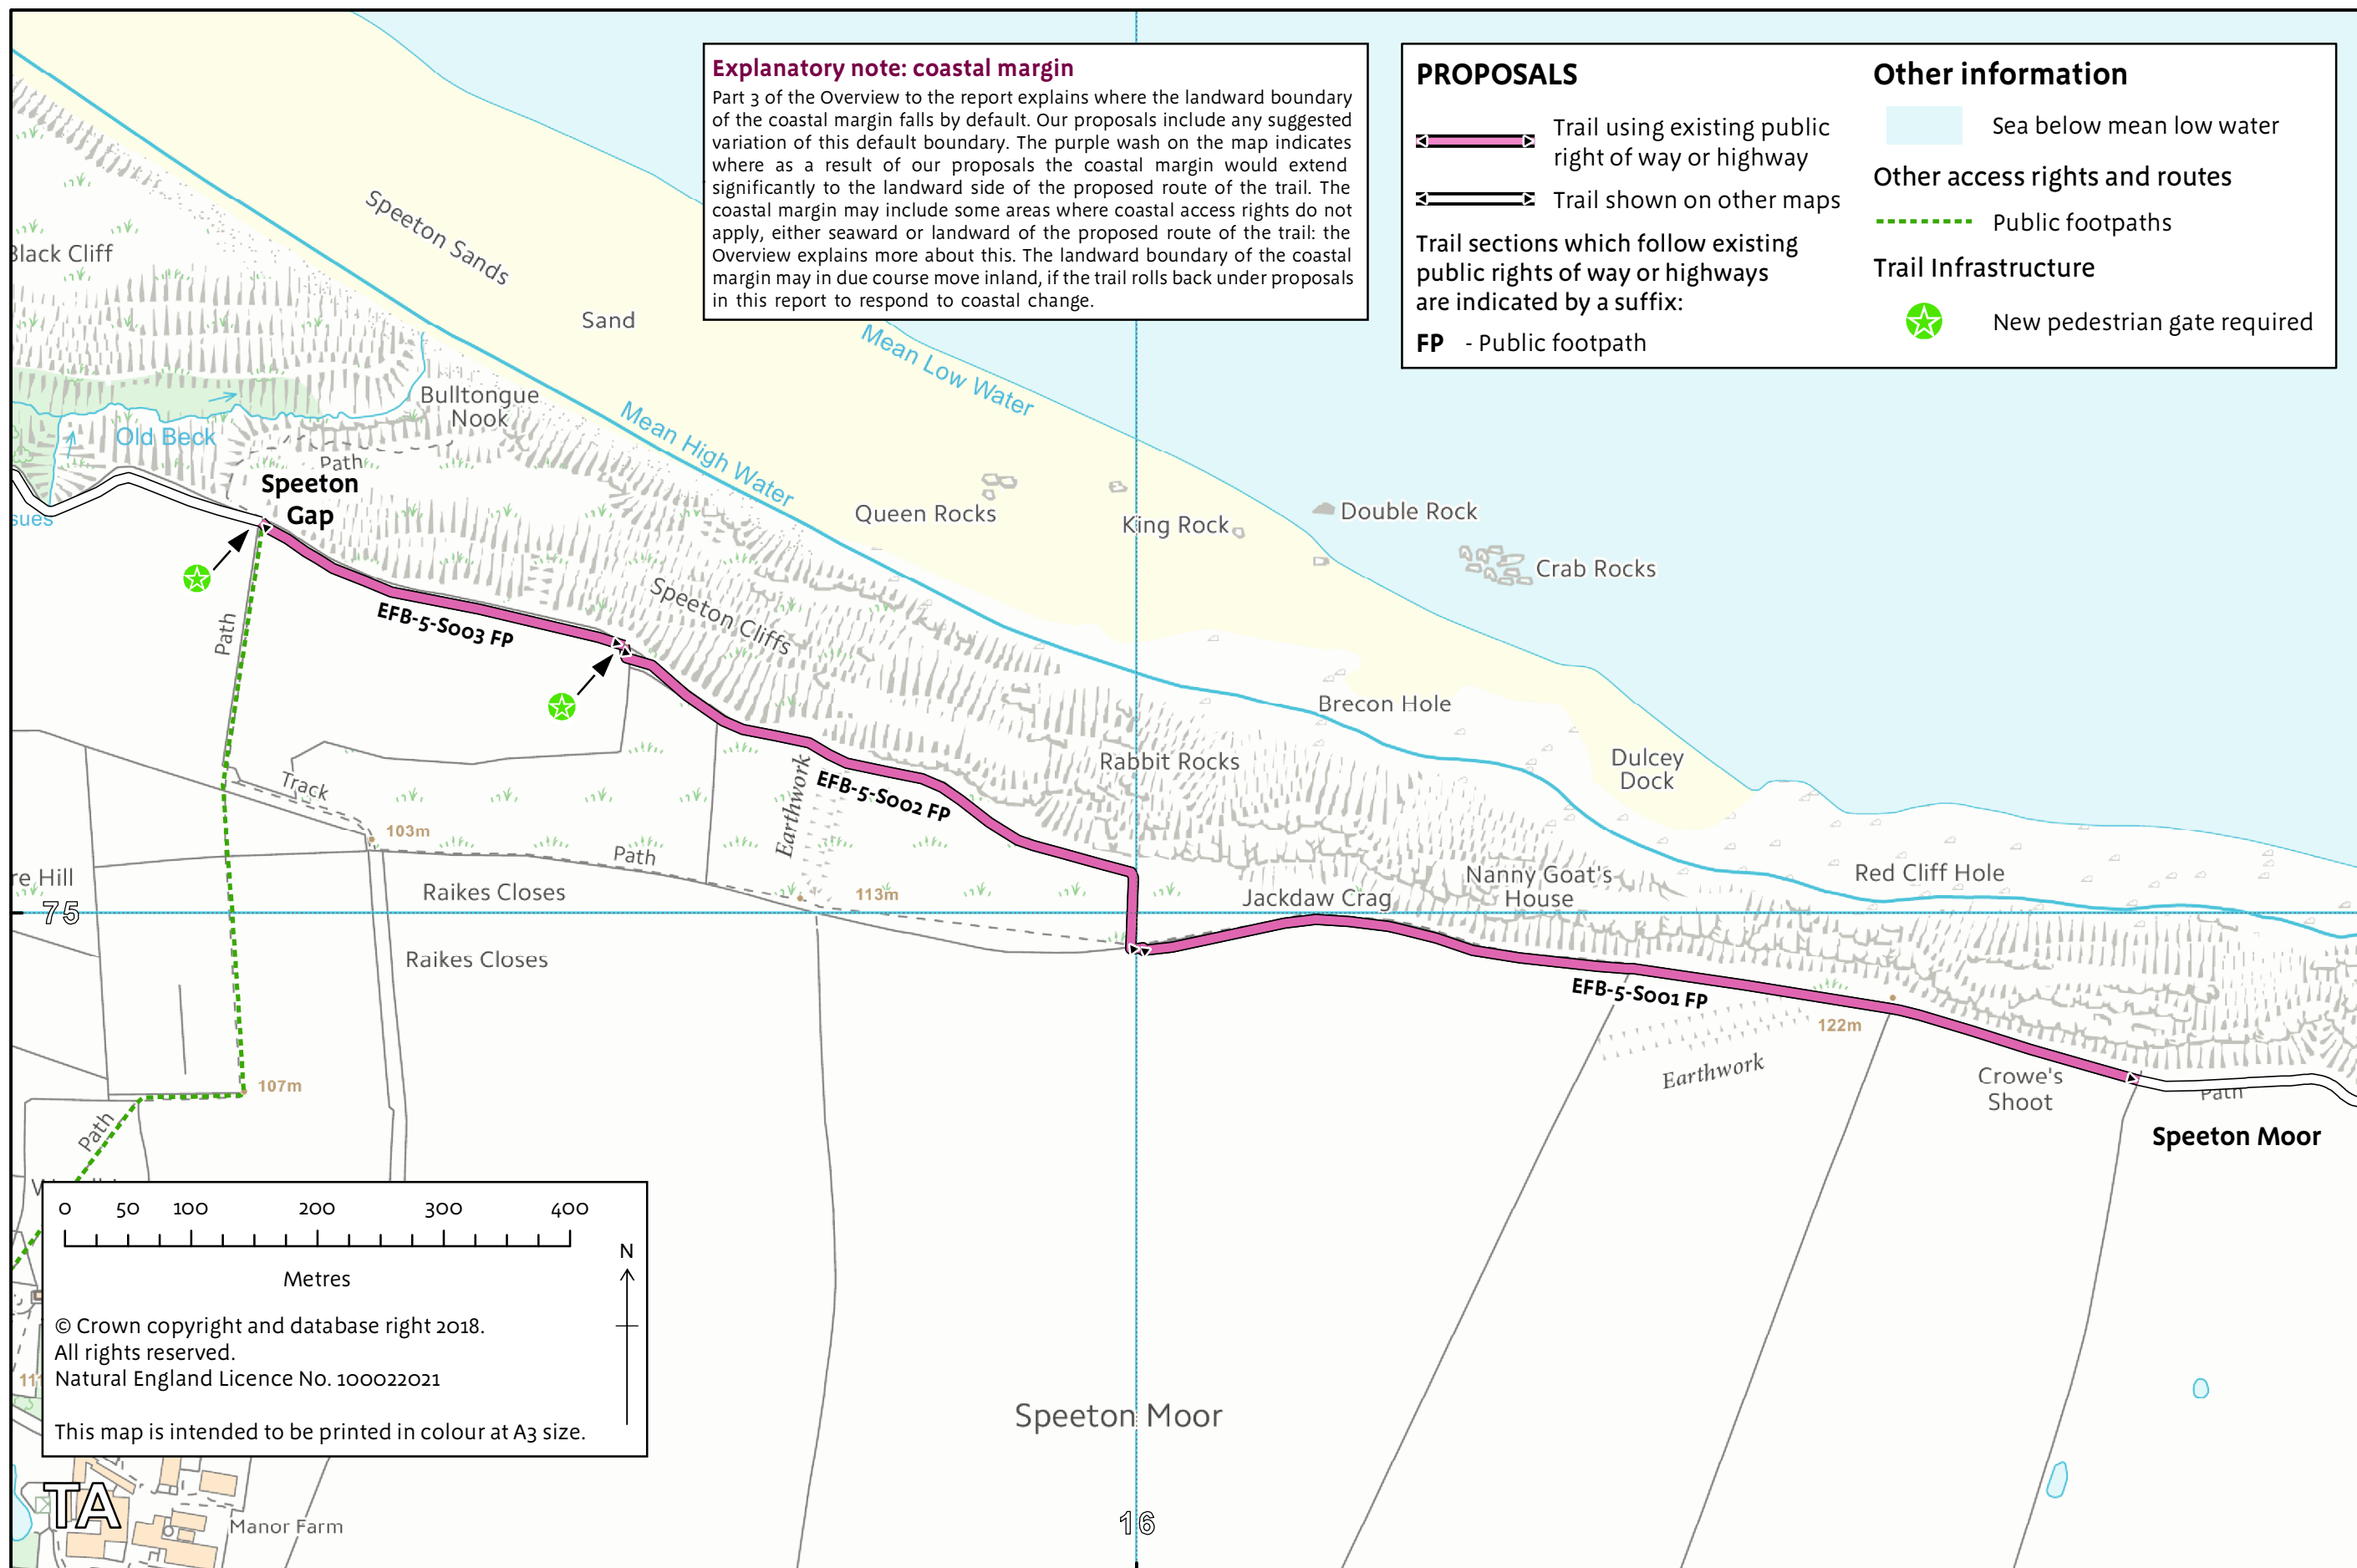 Explanatory note: coastal margin
Part 3 of the Overview to the report explains where the landward boundary
of the coastal margin falls by default. Our proposals include any suggested
variation of this default boundary. The purple wash on the map indicates
where as a result of our proposals the coastal margin would extend
significantly to the landward side of the proposed route of the trail. The
coastal margin may include some areas where coastal access rights do not
apply, either seaward or landward of the proposed route of the trail: the
Overview explains more about this. The landward boundary of the coastal
margin may in due course move inland, if the trail rolls back under proposals
in this report to respond to coastal change.
PROPOSALS
Trail using existing public
right of way or highway
Trail shown on other maps
Trail sections which follow existing
public rights of way or highways
are indicated by a suffix:
FP - Public footpath
Other information
Sea below mean low water
Other access rights and routes
Public footpaths
Trail Infrastructure
New pedestrian gate required
Speeton Sands
Black Cliff
Sand
Mean Low Water
Bulltongue
Nook
Mean High Water
Old Beck
Path
Speeton
Gap
sues
Queen Rocks
King Rock
Double Rock
Crab Rocks
Path
EFB-5-S003 FP
Speeton Cliffs
Brecon Hole
Rabbit Rocks
Dulcey
Dock
Track
Earthwork
EFB-5-S002 FP
103m
Path
re Hill
Raikes Closes
113m
Jackdaw Crag
Nanny Goat's
House
Red Cliff Hole
75
Raikes Closes
EFB-5-S001 FP
122m
Earthwork
Crowe's
Shoot
Path
Speeton Moor
107m
Path
0 50 100 200 300 400
Metres
N
© Crown copyright and database right 2018.
All rights reserved.
Natural England Licence No. 100022021
This map is intended to be printed in colour at A3 size.
11
Speeton Moor
TA
Manor Farm
16